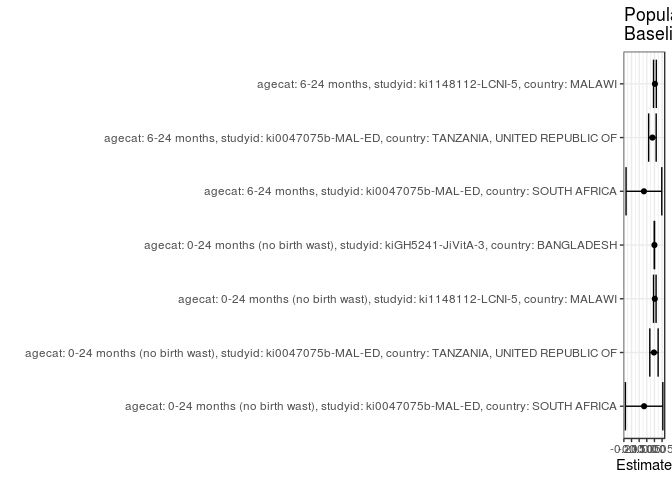 Popula
Baseli
agecat: 6-24 months, studyid: ki1148112-LCNI-5, country: MALAWI
agecat: 6-24 months, studyid: ki0047075b-MAL-ED, country: TANZANIA, UNITED REPUBLIC OF
agecat: 6-24 months, studyid: ki0047075b-MAL-ED, country: SOUTH AFRICA
agecat: 0-24 months (no birth wast), studyid: kiGH5241-JiVitA-3, country: BANGLADESH
agecat: 0-24 months (no birth wast), studyid: ki1148112-LCNI-5, country: MALAWI
agecat: 0-24 months (no birth wast), studyid: ki0047075b-MAL-ED, country: TANZANIA, UNITED REPUBLIC OF
agecat: 0-24 months (no birth wast), studyid: ki0047075b-MAL-ED, country: SOUTH AFRICA
Estimate